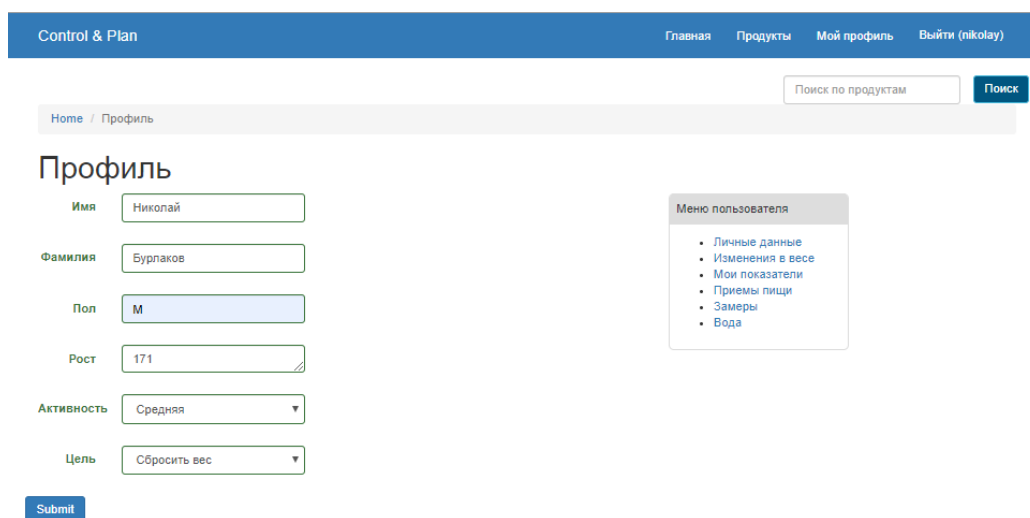 Control & Plan
Главная Продукты Мой профиль Выйти (nikolay)
Поиск по продуктам Поиск
Home / Профиль
Профиль
Имя Николай
Фамилия Бурлаков
Пол М
Рост 171
Активность Средняя
Цель Сбросить вес
Submit
Меню пользователя
Личные данные
Изменения в весе
Мои показатели
Приемы пищи
Замеры
Вода